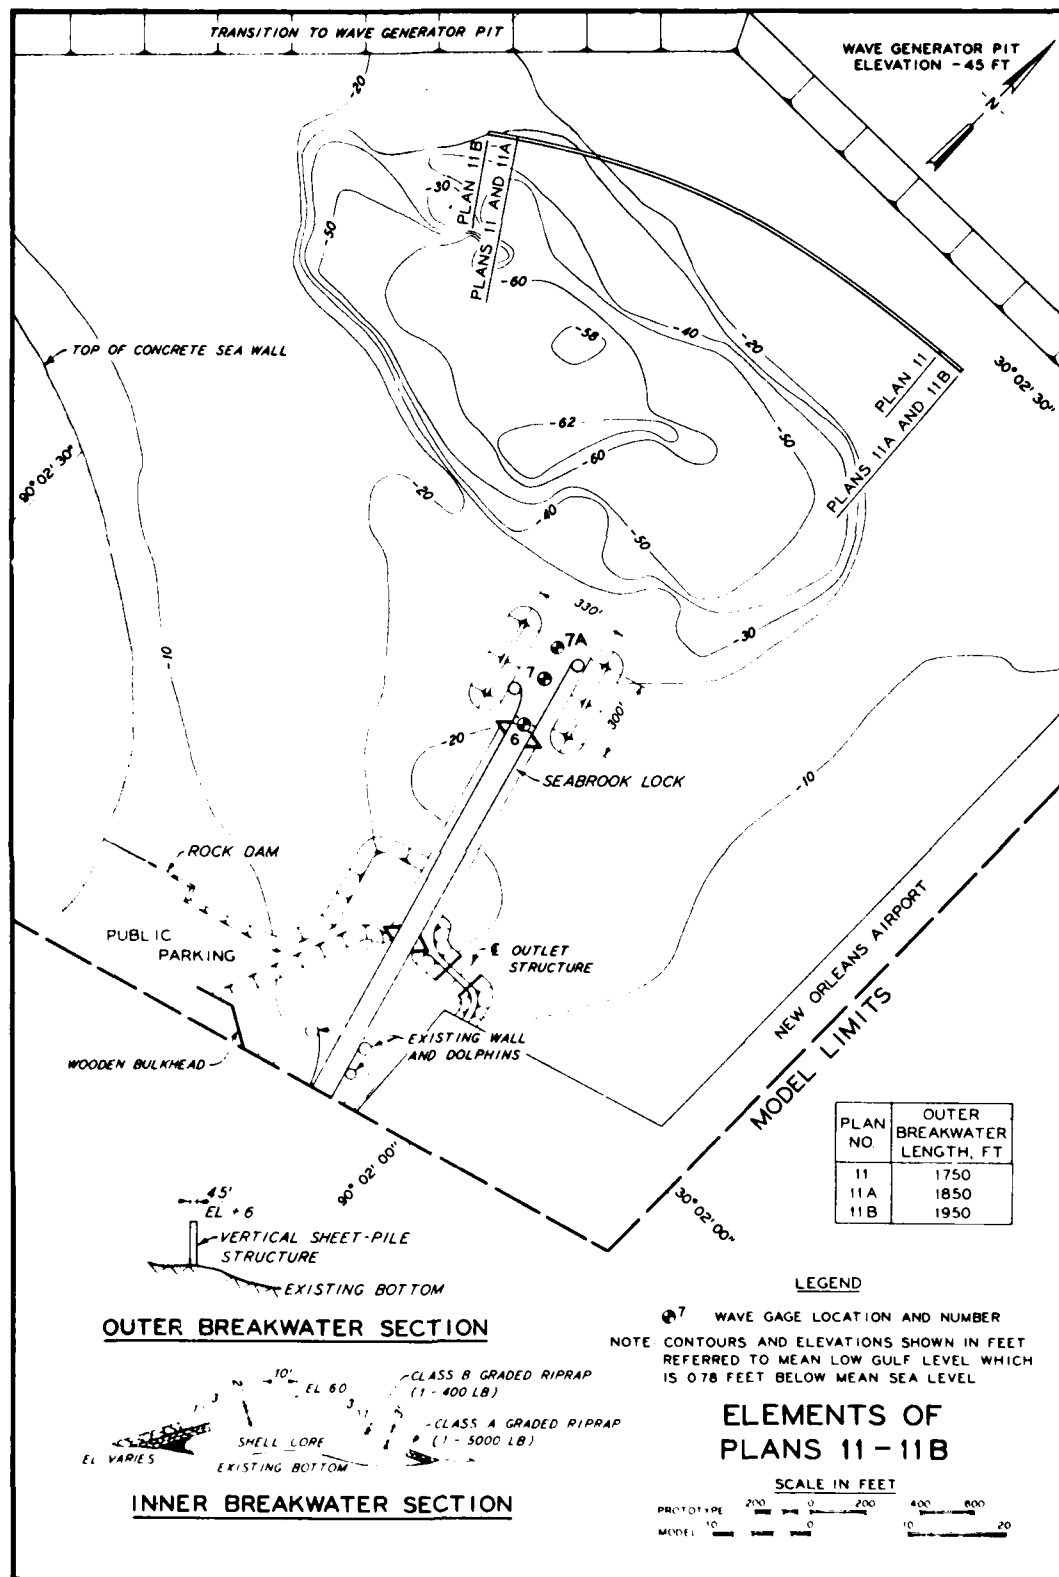 TRANSITION TO WAVE GENERATOR PIT
WAVE GENERATOR PIT
ELEVATION -45 FT
-N-
-20
PLAN 11B
PLANS 11 AND 11A
-30
-50
-60
-58
-40
-20
TOP OF CONCRETE SEA WALL
PLAN 11
PLANS 11A AND 11B
30° 02' 30"
90° 02' 30"
-62
-60
-50
-20
-40
-50
-30
330'
7A
7
300'
6
-10
-20
SEABROOK LOCK
-10
ROCK DAM
PUBLIC
PARKING
℄ OUTLET
STRUCTURE
NEW ORLEANS AIRPORT
MODEL LIMITS
WOODEN BULKHEAD
EXISTING WALL
AND DOLPHINS
90° 02' 00"
30° 02' 00"
PLAN NO.
OUTER BREAKWATER LENGTH, FT
11 1750
11A 1850
11B 1950
45'
EL + 6
VERTICAL SHEET-PILE
STRUCTURE
EXISTING BOTTOM
OUTER BREAKWATER SECTION
LEGEND
7 WAVE GAGE LOCATION AND NUMBER
NOTE: CONTOURS AND ELEVATIONS SHOWN IN FEET
REFERRED TO MEAN LOW GULF LEVEL WHICH
IS 0.78 FEET BELOW MEAN SEA LEVEL
10'
EL 6.0
CLASS B GRADED RIPRAP
(1 - 400 LB)
CLASS A GRADED RIPRAP
(1 - 5000 LB)
SHELL CORE
EL VARIES
EXISTING BOTTOM
INNER BREAKWATER SECTION
ELEMENTS OF
PLANS 11-11B
SCALE IN FEET
PROTOTYPE 200 0 200 400 600
MODEL 10 0 10 20